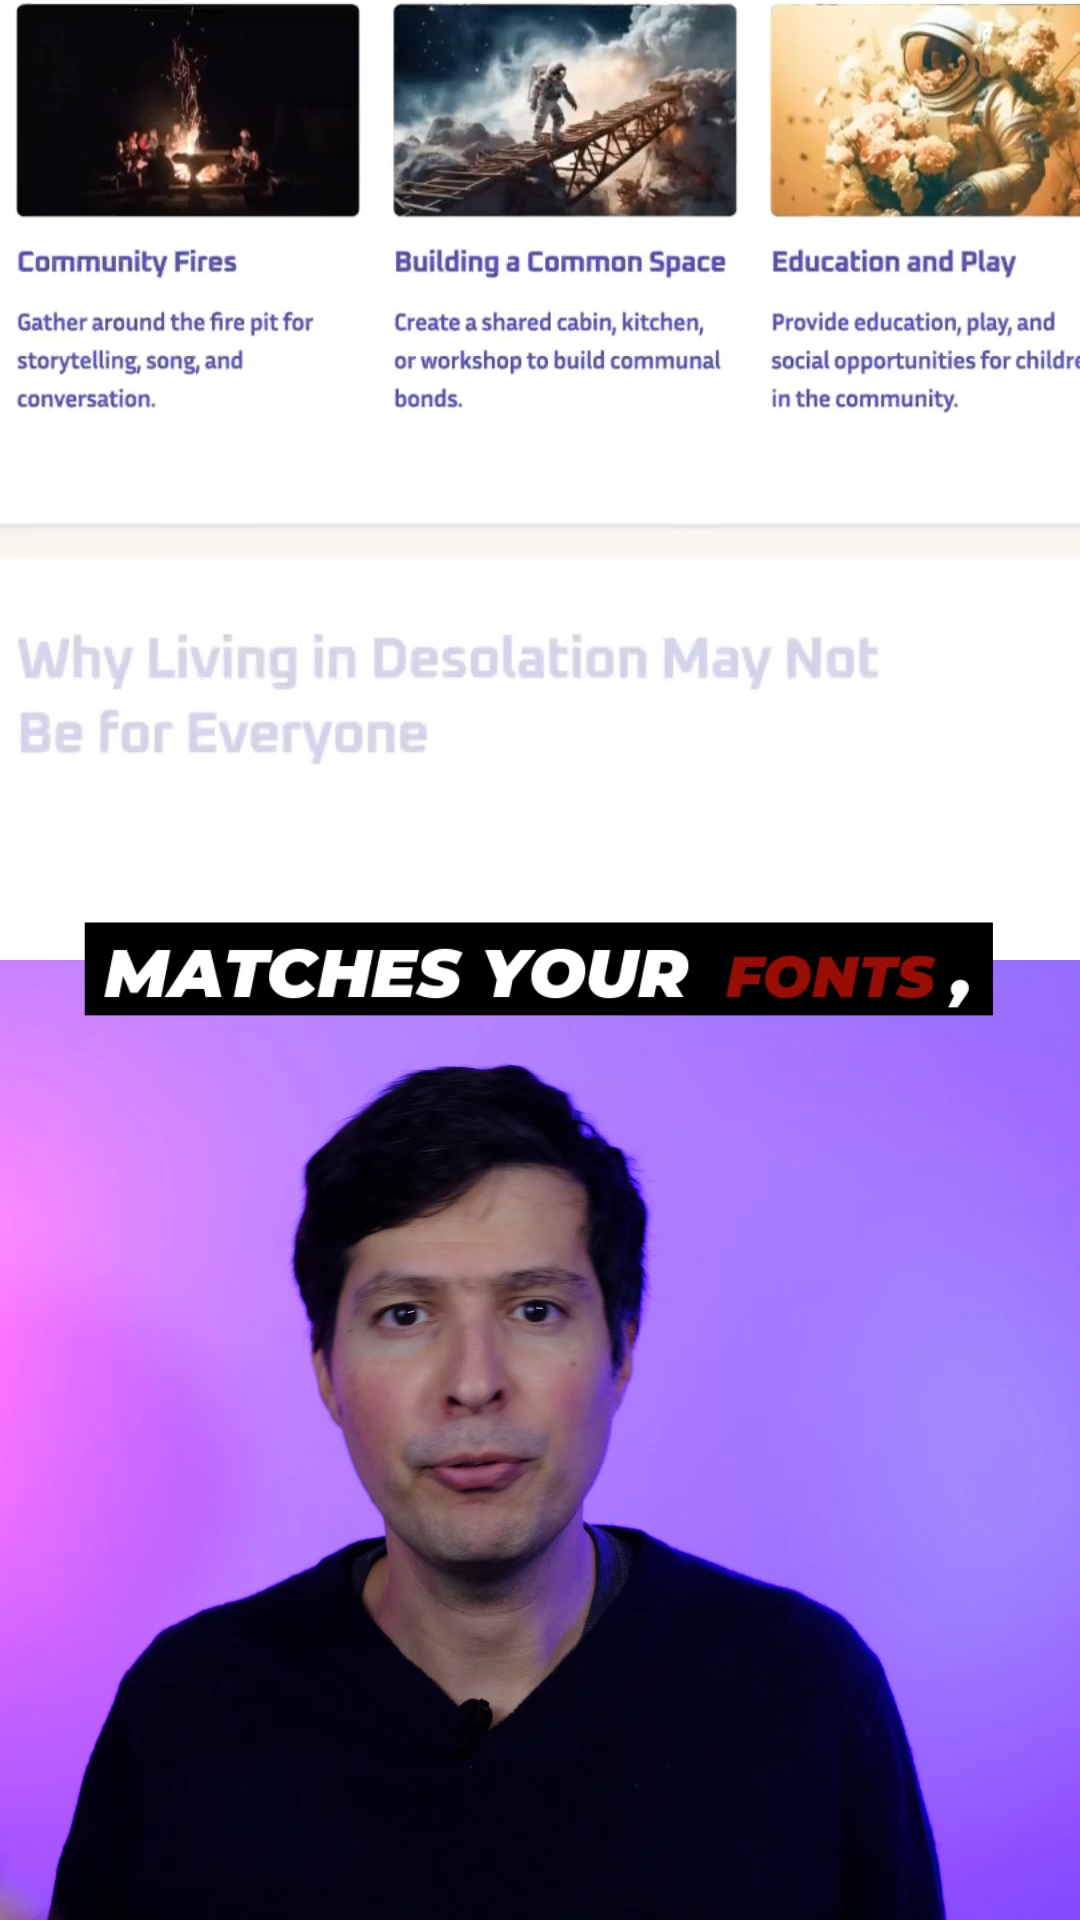 Community Fires
Gather around the fire pit for
storytelling, song, and
conversation.
Building a Common Space
Create a shared cabin, kitchen,
or workshop to build communal
bonds.
Education and Play
Provide education, play, and
social opportunities for childre
in the community.
Why Living in Desolation May Not
Be for Everyone
MATCHES YOUR FONTS,